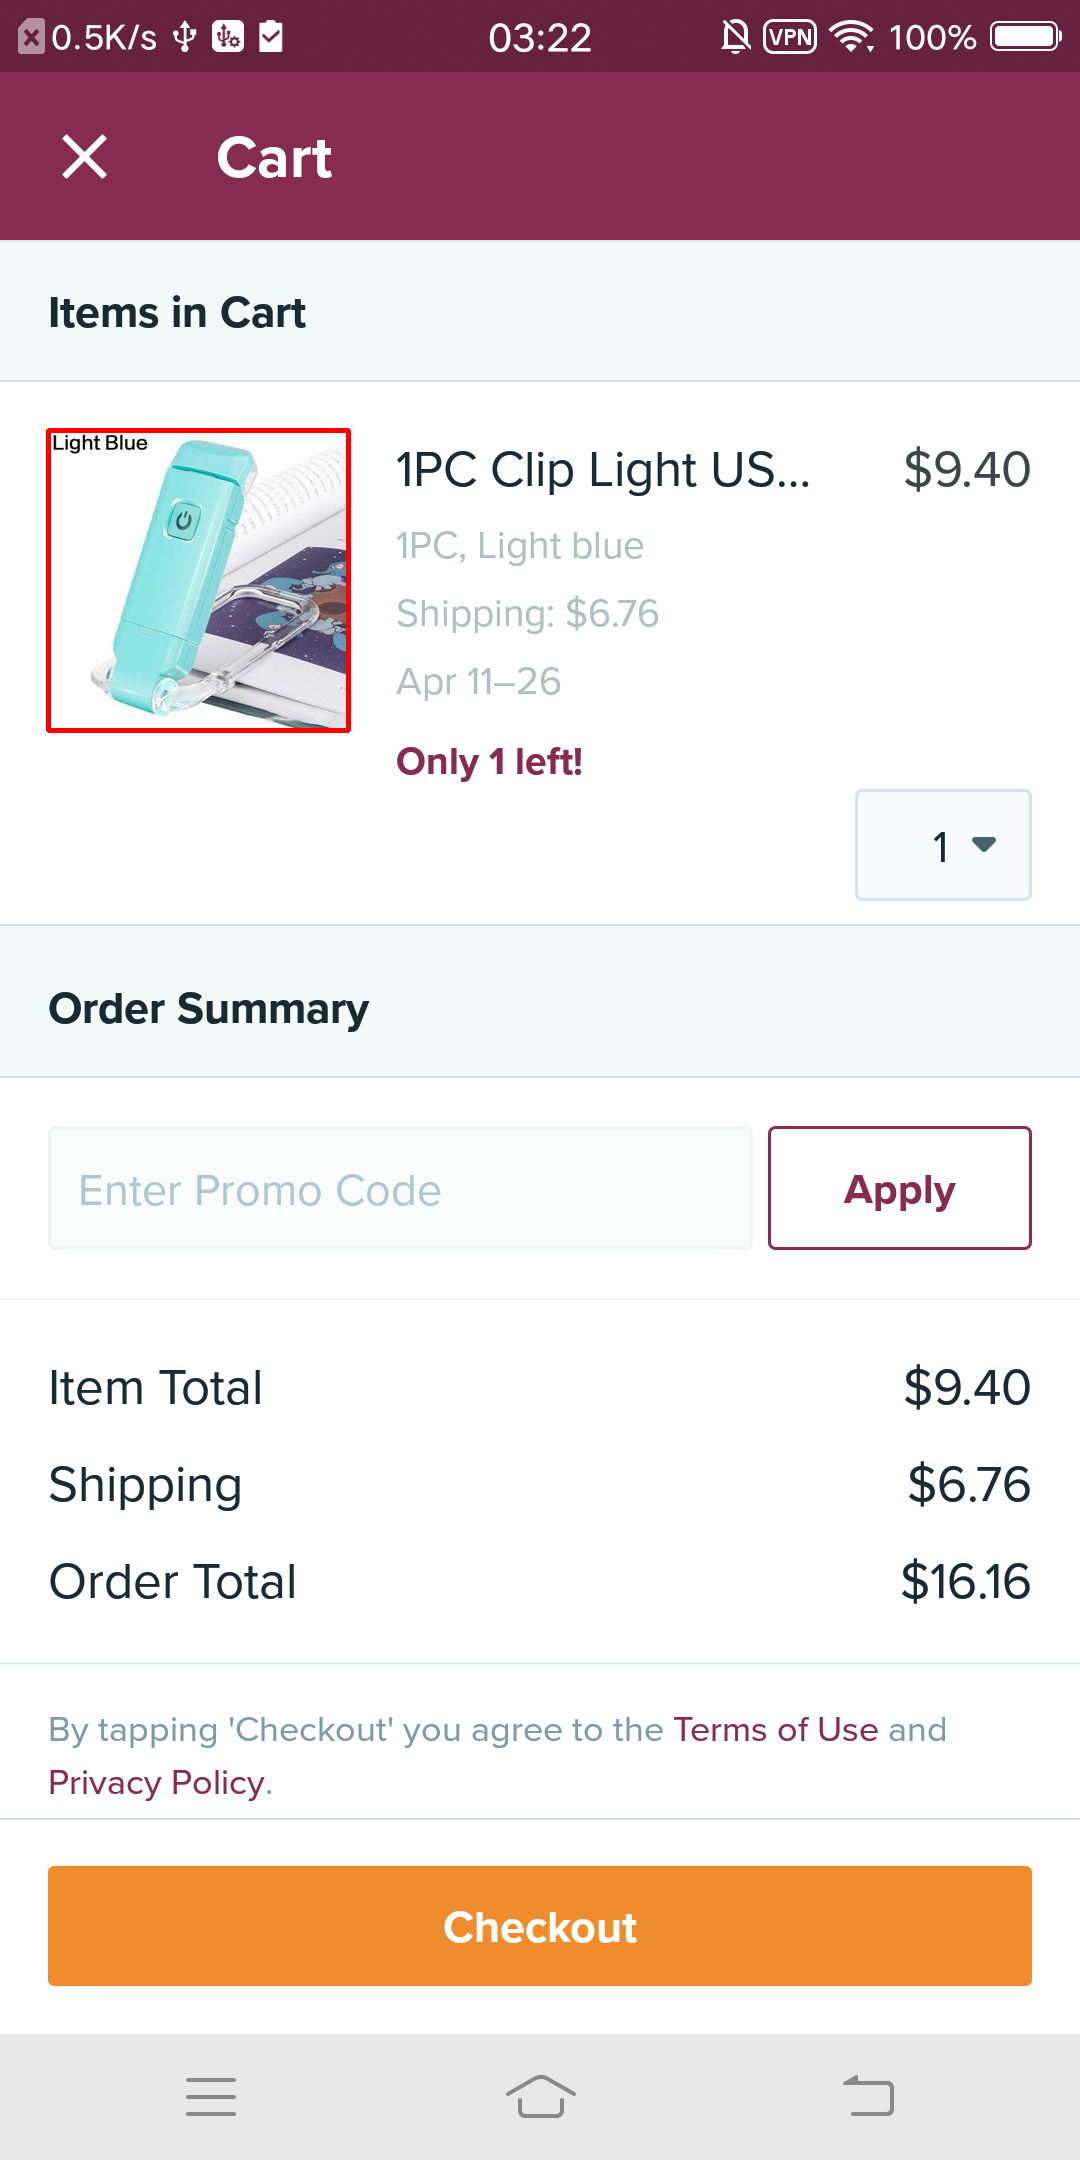 0.5K/s 03:22 VPN 100%
Cart
Items in Cart
Light Blue
1PC Clip Light US... $9.40
1PC, Light blue
Shipping: $6.76
Apr 11–26
Only 1 left!
1
Order Summary
Enter Promo Code Apply
Item Total $9.40
Shipping $6.76
Order Total $16.16
By tapping 'Checkout' you agree to the Terms of Use and
Privacy Policy.
Checkout